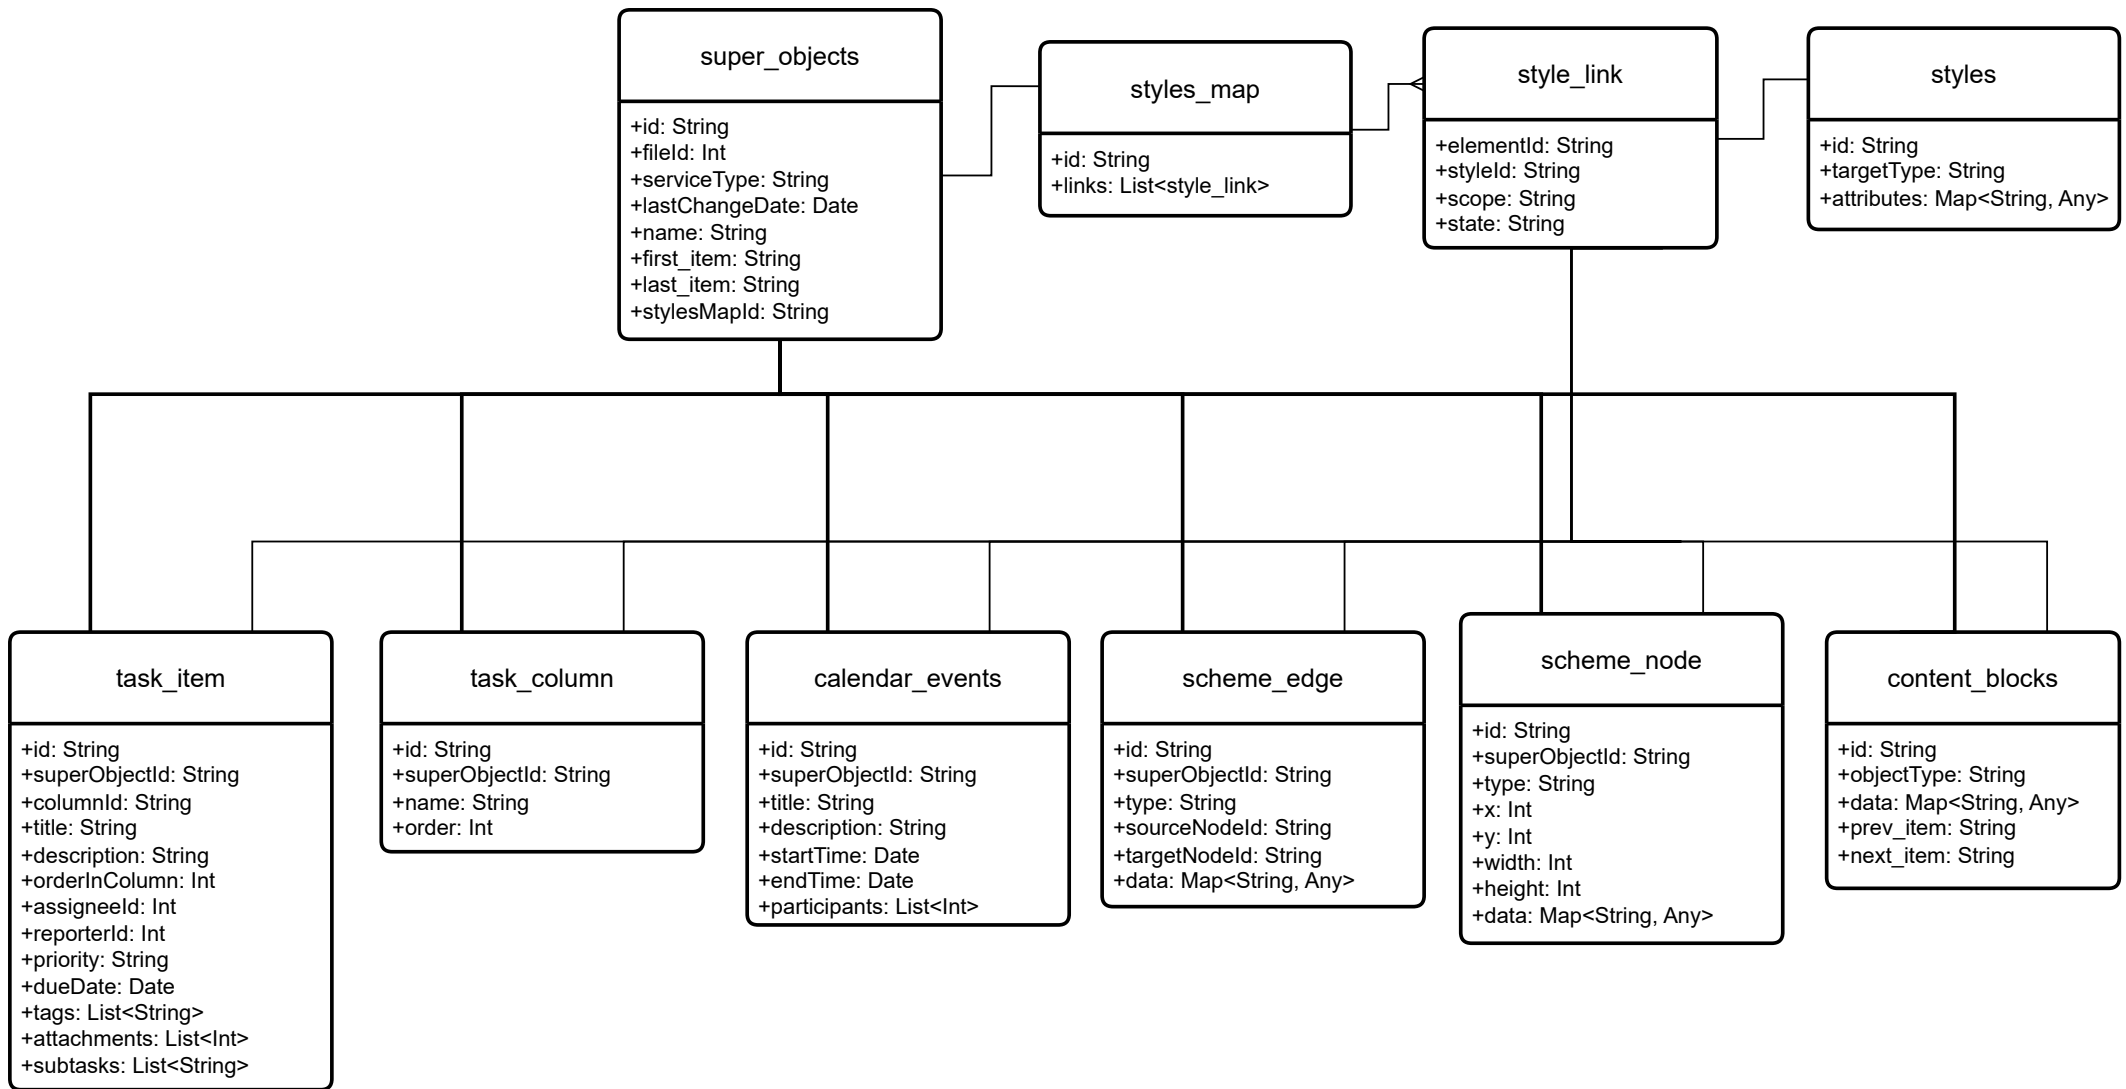 super_objects
+id: String
+fileId: Int
+serviceType: String
+lastChangeDate: Date
+name: String
+first_item: String
+last_item: String
+stylesMapId: String
styles_map
+id: String
+links: List<style_link>
style_link
+elementId: String
+styleId: String
+scope: String
+state: String
styles
+id: String
+targetType: String
+attributes: Map<String, Any>
task_item
+id: String
+superObjectId: String
+columnId: String
+title: String
+description: String
+orderInColumn: Int
+assigneeId: Int
+reporterId: Int
+priority: String
+dueDate: Date
+tags: List<String>
+attachments: List<Int>
+subtasks: List<String>
task_column
+id: String
+superObjectId: String
+name: String
+order: Int
calendar_events
+id: String
+superObjectId: String
+title: String
+description: String
+startTime: Date
+endTime: Date
+participants: List<Int>
scheme_edge
+id: String
+superObjectId: String
+type: String
+sourceNodeId: String
+targetNodeId: String
+data: Map<String, Any>
scheme_node
+id: String
+superObjectId: String
+type: String
+x: Int
+y: Int
+width: Int
+height: Int
+data: Map<String, Any>
content_blocks
+id: String
+objectType: String
+data: Map<String, Any>
+prev_item: String
+next_item: String